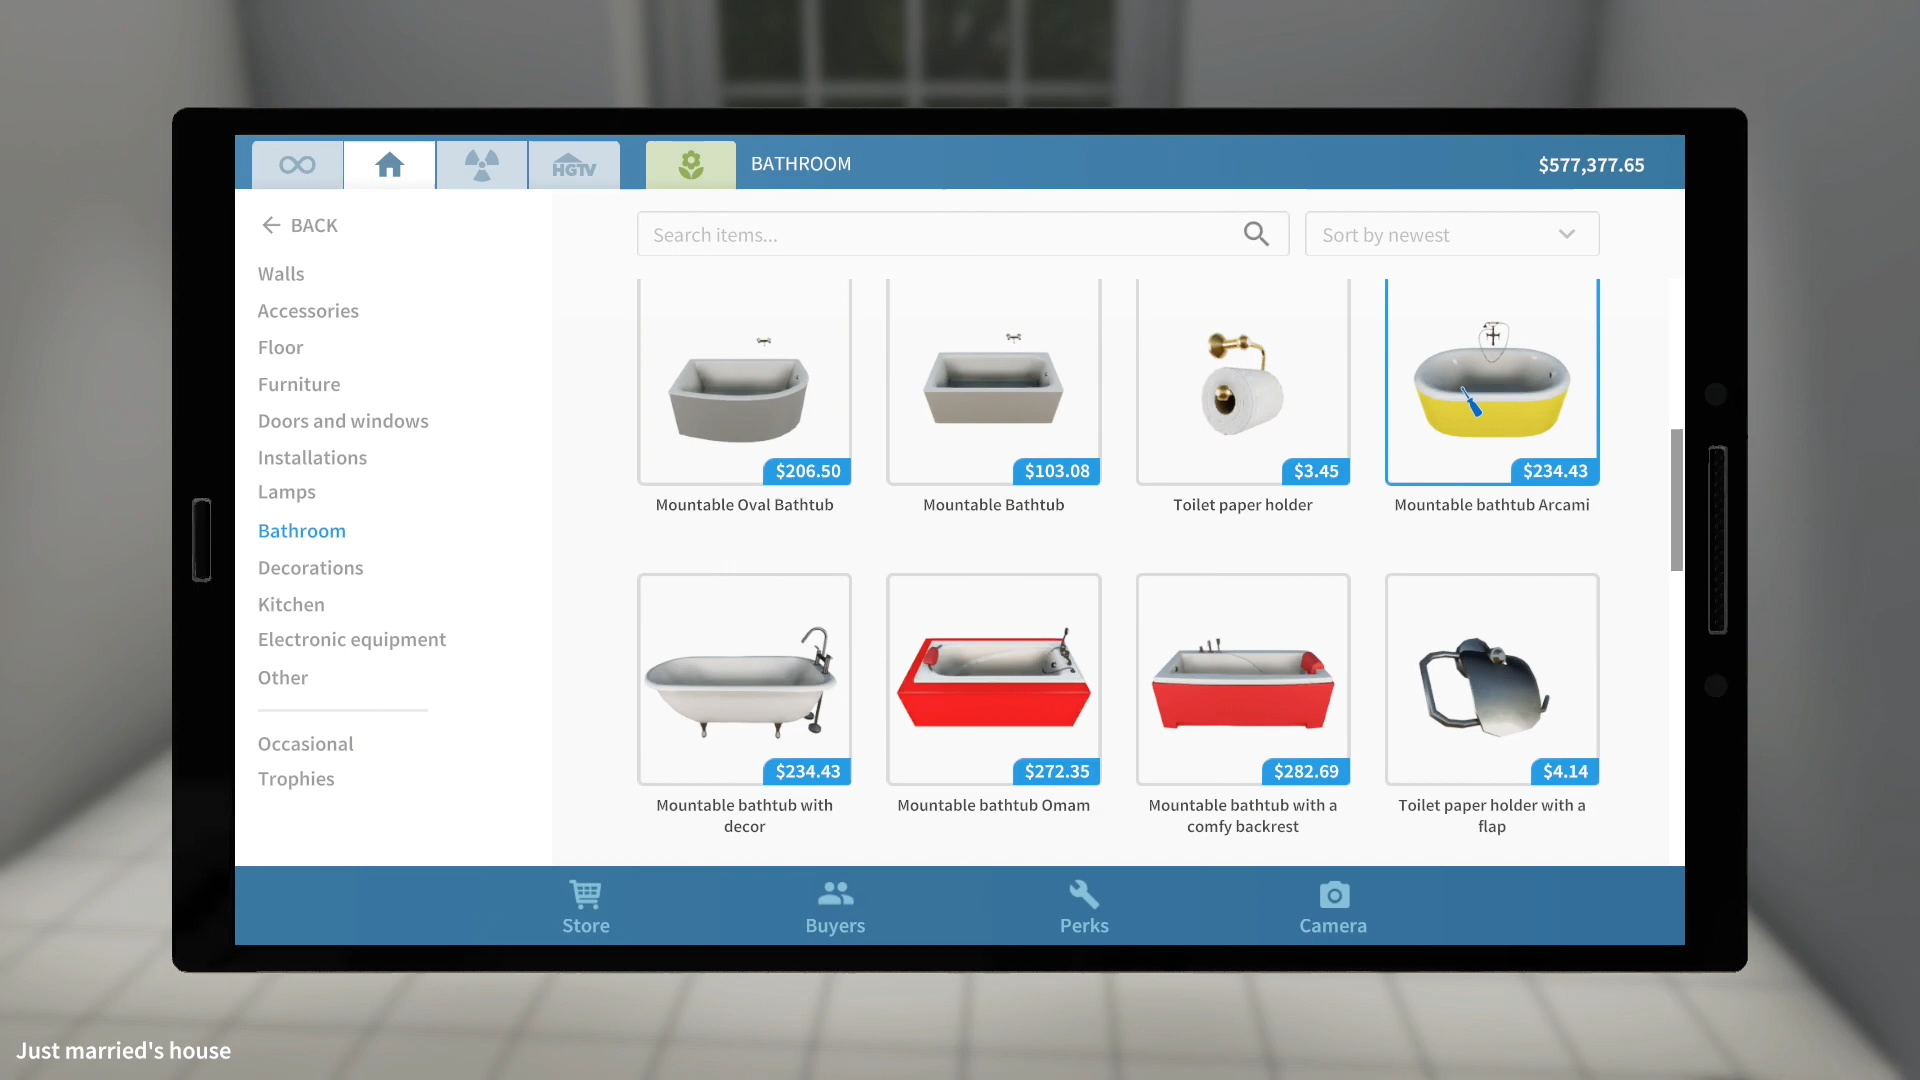 HGTV
BATHROOM
$577,377.65
BACK
Search items...
Sort by newest
Walls
Accessories
Floor
Furniture
Doors and windows
Installations
Lamps
Bathroom
Decorations
Kitchen
Electronic equipment
Other
Occasional
Trophies
$206.50
$103.08
$3.45
$234.43
Mountable Oval Bathtub
Mountable Bathtub
Toilet paper holder
Mountable bathtub Arcami
$234.43
$272.35
$282.69
$4.14
Mountable bathtub with
decor
Mountable bathtub Omam
Mountable bathtub with a
comfy backrest
Toilet paper holder with a
flap
Store
Buyers
Perks
Camera
Just married's house